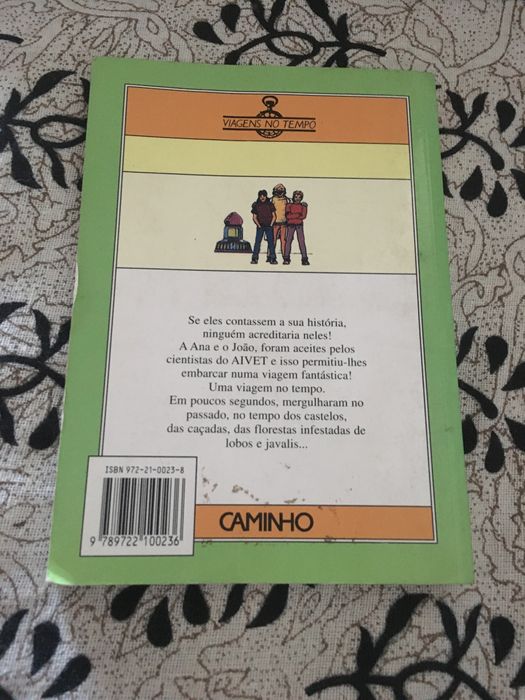 VIAGENS NO TEMPO
Se eles contassem a sua história,
ninguém acreditaria neles!
A Ana e o João, foram aceites pelos
cientistas do AIVET e isso permitiu-lhes
embarcar numa viagem fantástica!
Uma viagem no tempo.
Em poucos segundos, mergulharam no
passado, no tempo dos castelos,
das caçadas, das florestas infestadas de
lobos e javalis...
ISBN 972-21-0023-8
9 789722 100236
CAMINHO